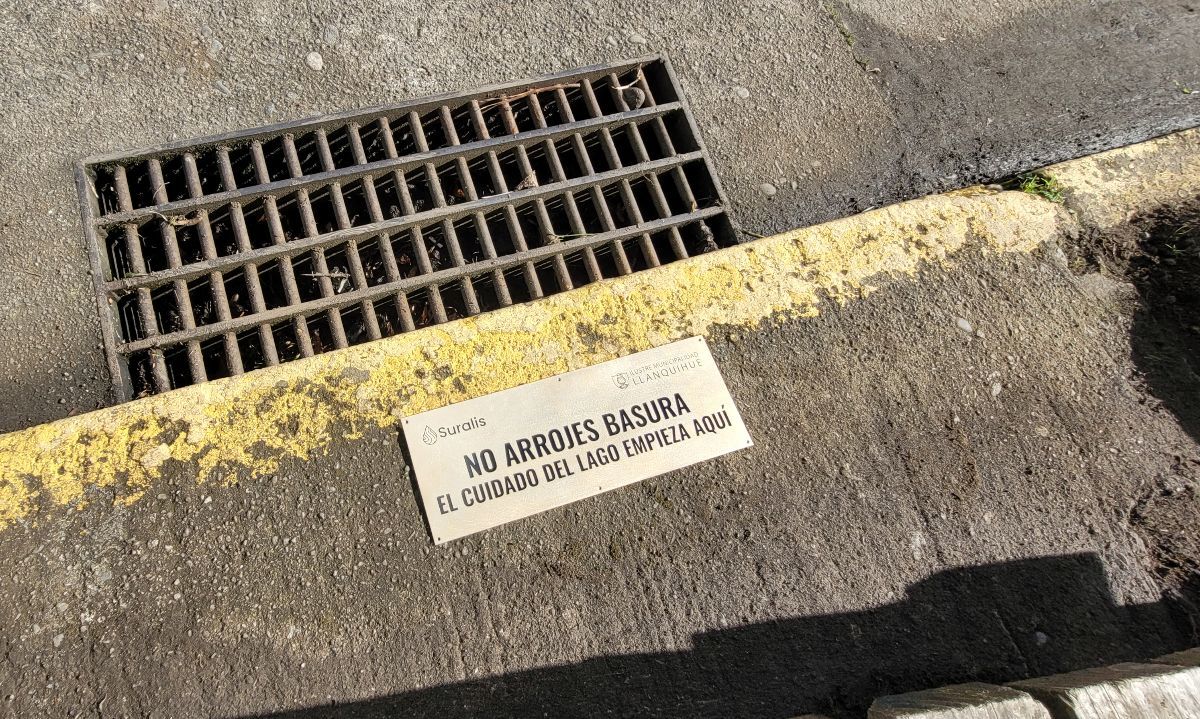 Suralis
ILUSTRE MUNICIPALIDAD
LLANQUIHUE
NO ARROJES BASURA
EL CUIDADO DEL LAGO EMPIEZA AQUÍ